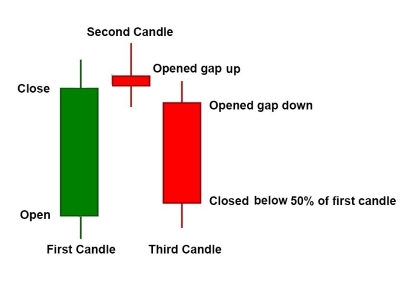 Second Candle
Opened gap up
Close
Opened gap down
Closed below 50% of first candle
Open
First Candle
Third Candle